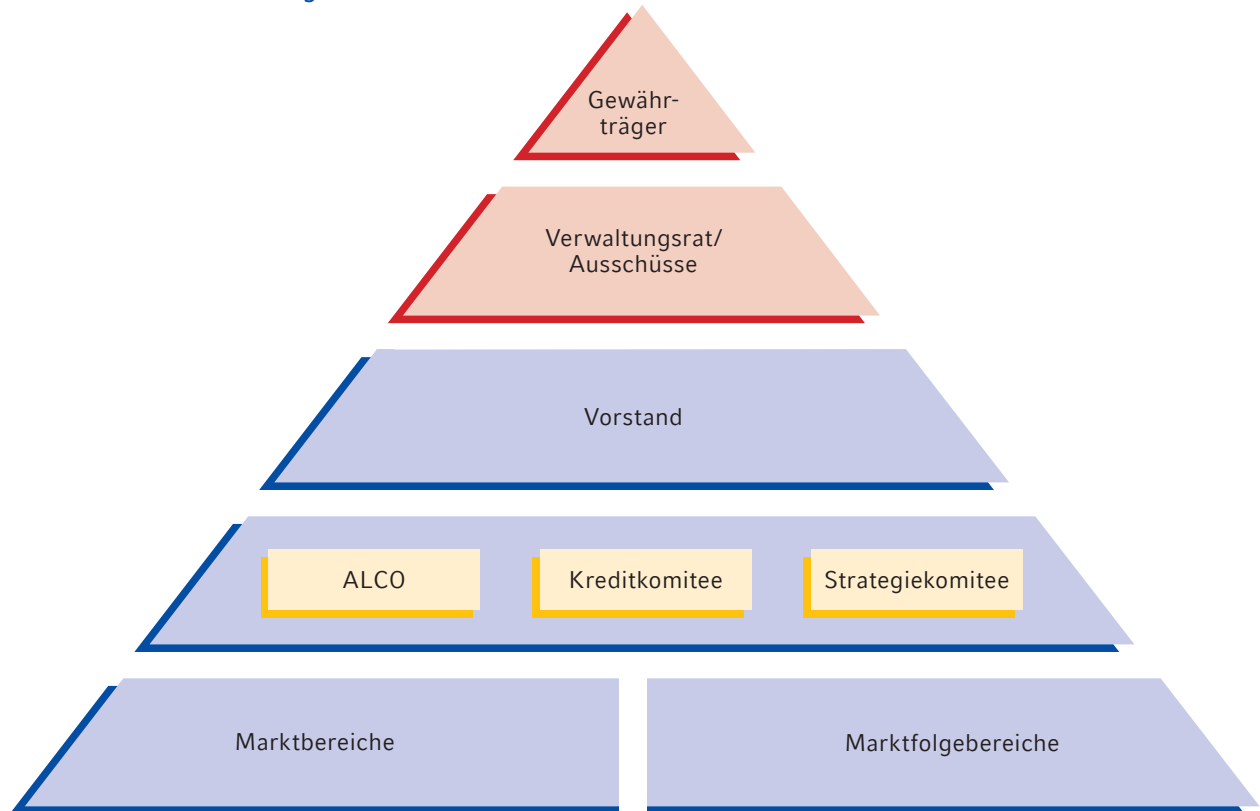 Gewähr-
träger
Verwaltungsrat/
Ausschüsse
Vorstand
ALCO
Kreditkomitee
Strategiekomitee
Marktbereiche
Marktfolgebereiche